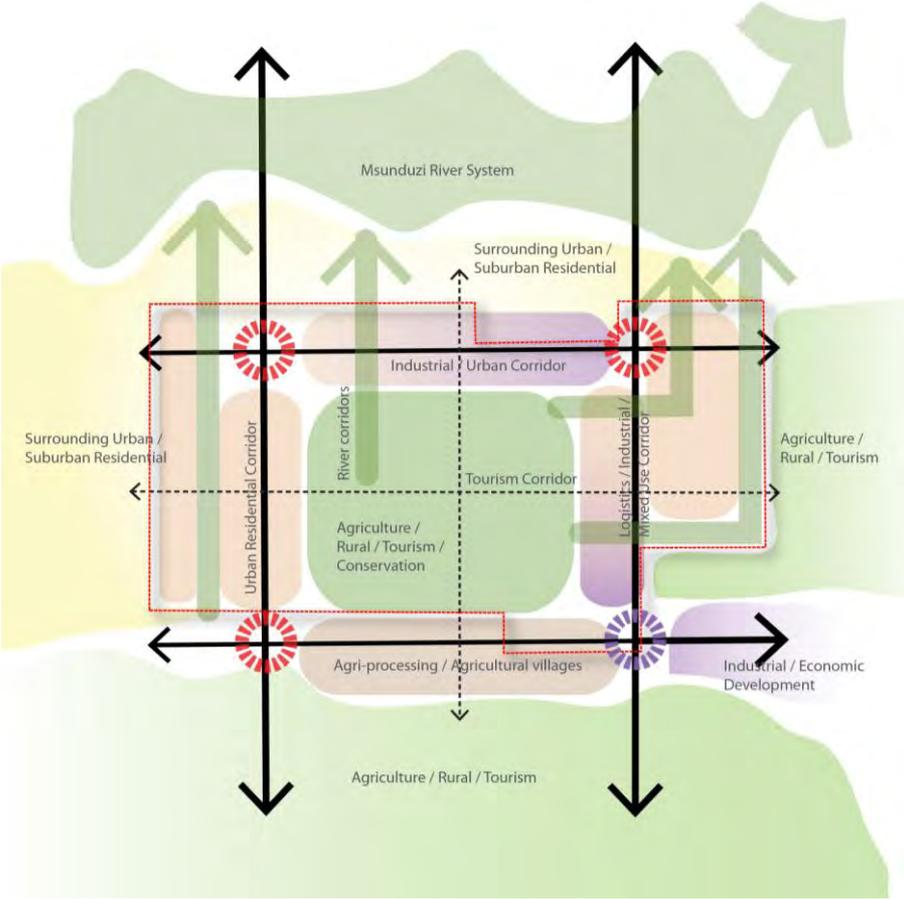 Msunduzi River System
Surrounding Urban /
Suburban Residential
Industrial / Urban Corridor
River corridors
Surrounding Urban /
Suburban Residential
Urban Residential Corridor
Tourism Corridor
Logistics / Industrial /
Mixed Use Corridor
Agriculture /
Rural / Tourism
Agriculture /
Rural / Tourism /
Conservation
Agri-processing / Agricultural villages
Industrial / Economic
Development
Agriculture / Rural / Tourism